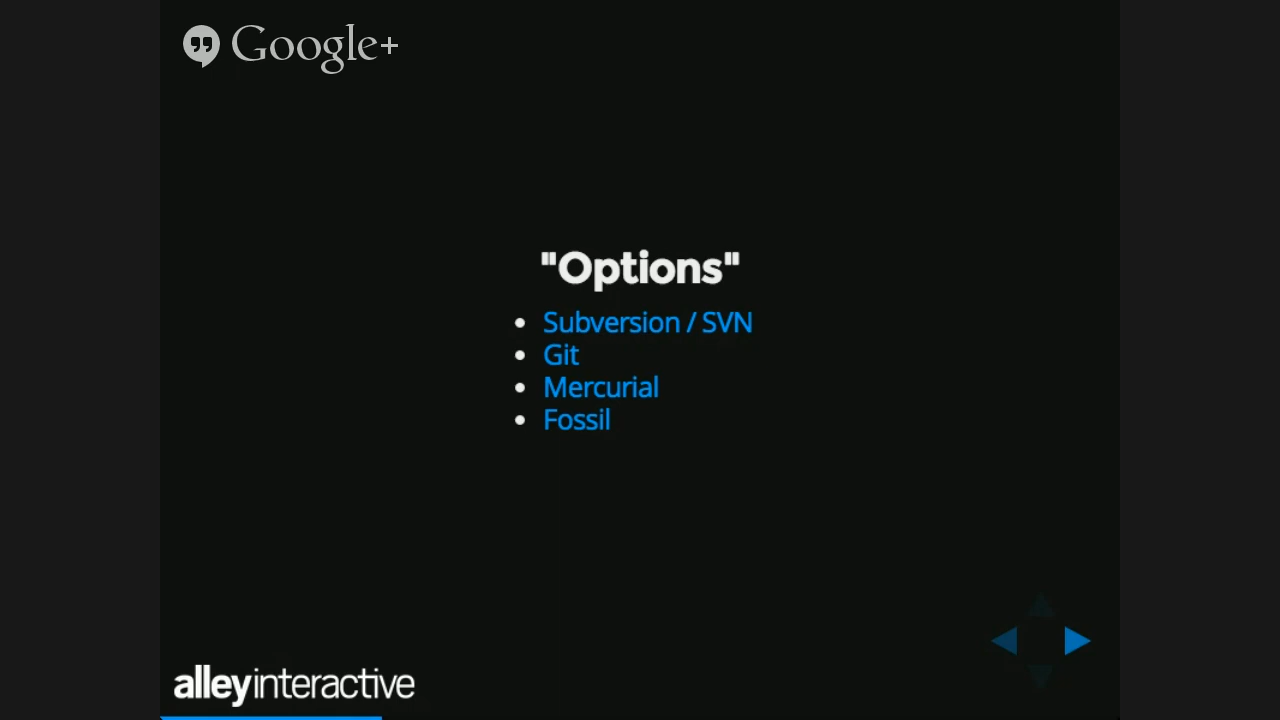 Google+
"Options"
Subversion / SVN
Git
Mercurial
Fossil
alleyinteractive